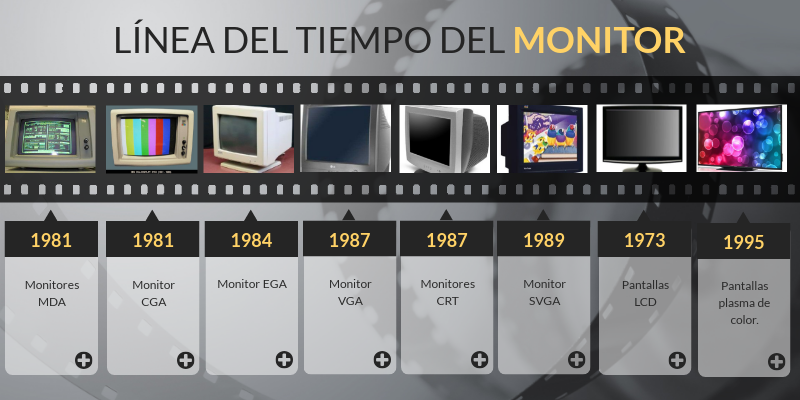 LÍNEA DEL TIEMPO DEL MONITOR
1981
Monitores
MDA
1981
Monitor
CGA
1984
Monitor EGA
1987
Monitor
VGA
1987
Monitores
CRT
1989
Monitor
SVGA
1973
Pantallas
LCD
1995
Pantallas
plasma de
color.